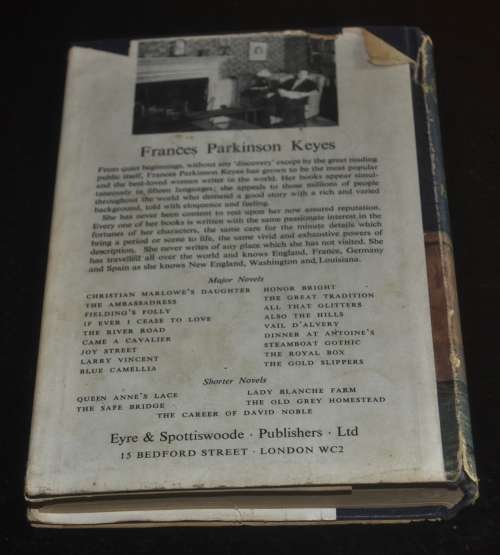 Frances Parkinson Keyes
From quiet beginnings, without any 'discovery' except by the great reading
public itself, Frances Parkinson Keyes has grown to be the most popular
and the best-loved women writer in the world. Her books appear simul-
taneously in fifteen languages; she appeals to those millions of people
throughout the world who demand a good story with a rich and varied
background, told with eloquence and feeling.
She has never been content to rest upon her now assured reputation.
Every one of her books is written with the same passionate interest in the
fortunes of her characters, the same care for the minute details which
bring a period or scene to life, the same vivid and exhaustive powers of
description. She never writes of any place which she has not visited. She
has travelled all over the world and knows England, France, Germany
and Spain as she knows New England, Washington and Louisiana.
Major Novels
CHRISTIAN MARLOWE'S DAUGHTER HONOR BRIGHT
THE AMBASSADRESS THE GREAT TRADITION
FIELDING'S FOLLY ALL THAT GLITTERS
IF EVER I CEASE TO LOVE ALSO THE HILLS
THE RIVER ROAD VAIL D'ALVERY
CAME A CAVALIER DINNER AT ANTOINE'S
JOY STREET STEAMBOAT GOTHIC
LARRY VINCENT THE ROYAL BOX
BLUE CAMELLIA THE GOLD SLIPPERS
Shorter Novels
QUEEN ANNE'S LACE LADY BLANCHE FARM
THE SAFE BRIDGE THE OLD GREY HOMESTEAD
THE CAREER OF DAVID NOBLE
Eyre & Spottiswoode · Publishers · Ltd
15 BEDFORD STREET · LONDON WC2